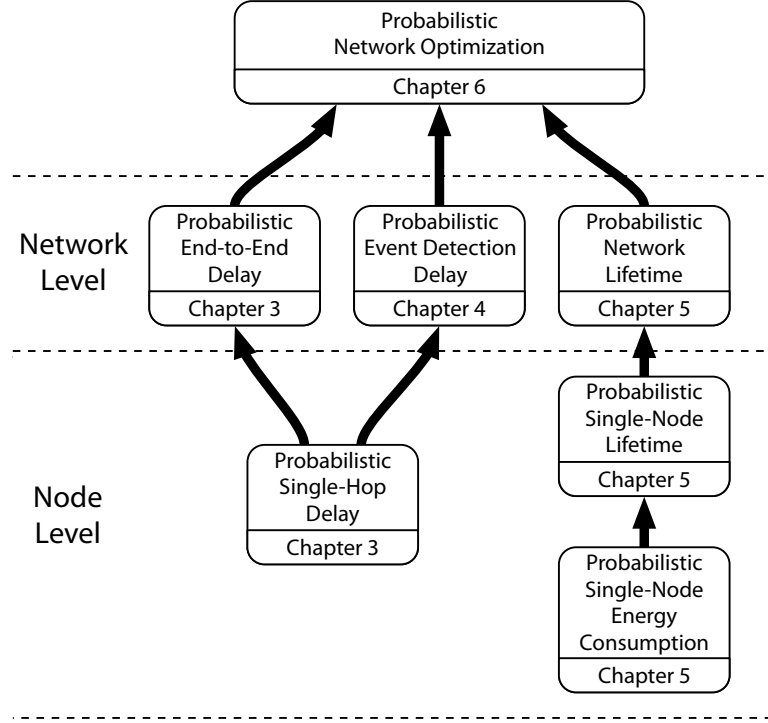 Probabilistic
Network Optimization
Chapter 6
Network
Level
Probabilistic
End-to-End
Delay
Chapter 3
Probabilistic
Event Detection
Delay
Chapter 4
Probabilistic
Network
Lifetime
Chapter 5
Node
Level
Probabilistic
Single-Hop
Delay
Chapter 3
Probabilistic
Single-Node
Lifetime
Chapter 5
Probabilistic
Single-Node
Energy
Consumption
Chapter 5